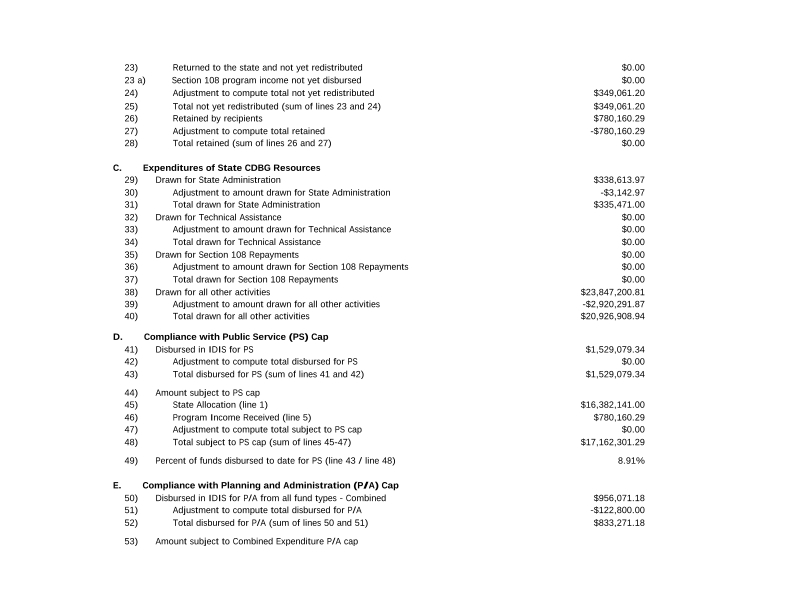 23) Returned to the state and not yet redistributed $0.00
23 a) Section 108 program income not yet disbursed $0.00
24) Adjustment to compute total not yet redistributed $349,061.20
25) Total not yet redistributed (sum of lines 23 and 24) $349,061.20
26) Retained by recipients $780,160.29
27) Adjustment to compute total retained -$780,160.29
28) Total retained (sum of lines 26 and 27) $0.00
C. Expenditures of State CDBG Resources
29) Drawn for State Administration $338,613.97
30) Adjustment to amount drawn for State Administration -$3,142.97
31) Total drawn for State Administration $335,471.00
32) Drawn for Technical Assistance $0.00
33) Adjustment to amount drawn for Technical Assistance $0.00
34) Total drawn for Technical Assistance $0.00
35) Drawn for Section 108 Repayments $0.00
36) Adjustment to amount drawn for Section 108 Repayments $0.00
37) Total drawn for Section 108 Repayments $0.00
38) Drawn for all other activities $23,847,200.81
39) Adjustment to amount drawn for all other activities -$2,920,291.87
40) Total drawn for all other activities $20,926,908.94
D. Compliance with Public Service (PS) Cap
41) Disbursed in IDIS for PS $1,529,079.34
42) Adjustment to compute total disbursed for PS $0.00
43) Total disbursed for PS (sum of lines 41 and 42) $1,529,079.34
44) Amount subject to PS cap
45) State Allocation (line 1) $16,382,141.00
46) Program Income Received (line 5) $780,160.29
47) Adjustment to compute total subject to PS cap $0.00
48) Total subject to PS cap (sum of lines 45-47) $17,162,301.29
49) Percent of funds disbursed to date for PS (line 43 / line 48) 8.91%
E. Compliance with Planning and Administration (P/A) Cap
50) Disbursed in IDIS for P/A from all fund types - Combined $956,071.18
51) Adjustment to compute total disbursed for P/A -$122,800.00
52) Total disbursed for P/A (sum of lines 50 and 51) $833,271.18
53) Amount subject to Combined Expenditure P/A cap